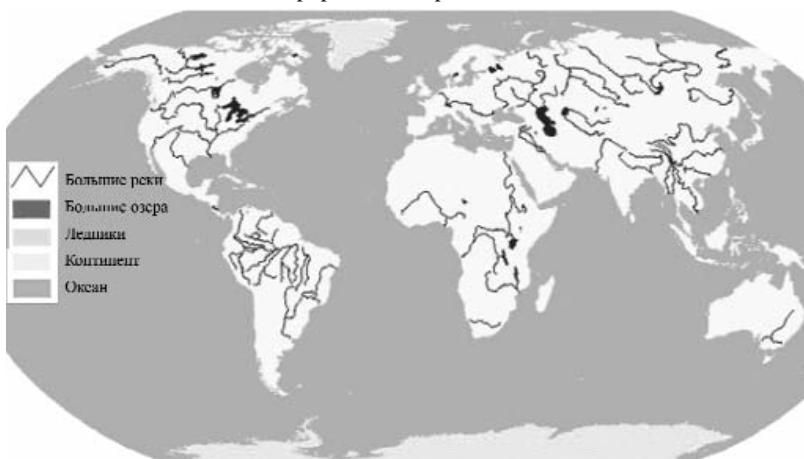 Большие реки
Большие озера
Ледники
Континент
Океан